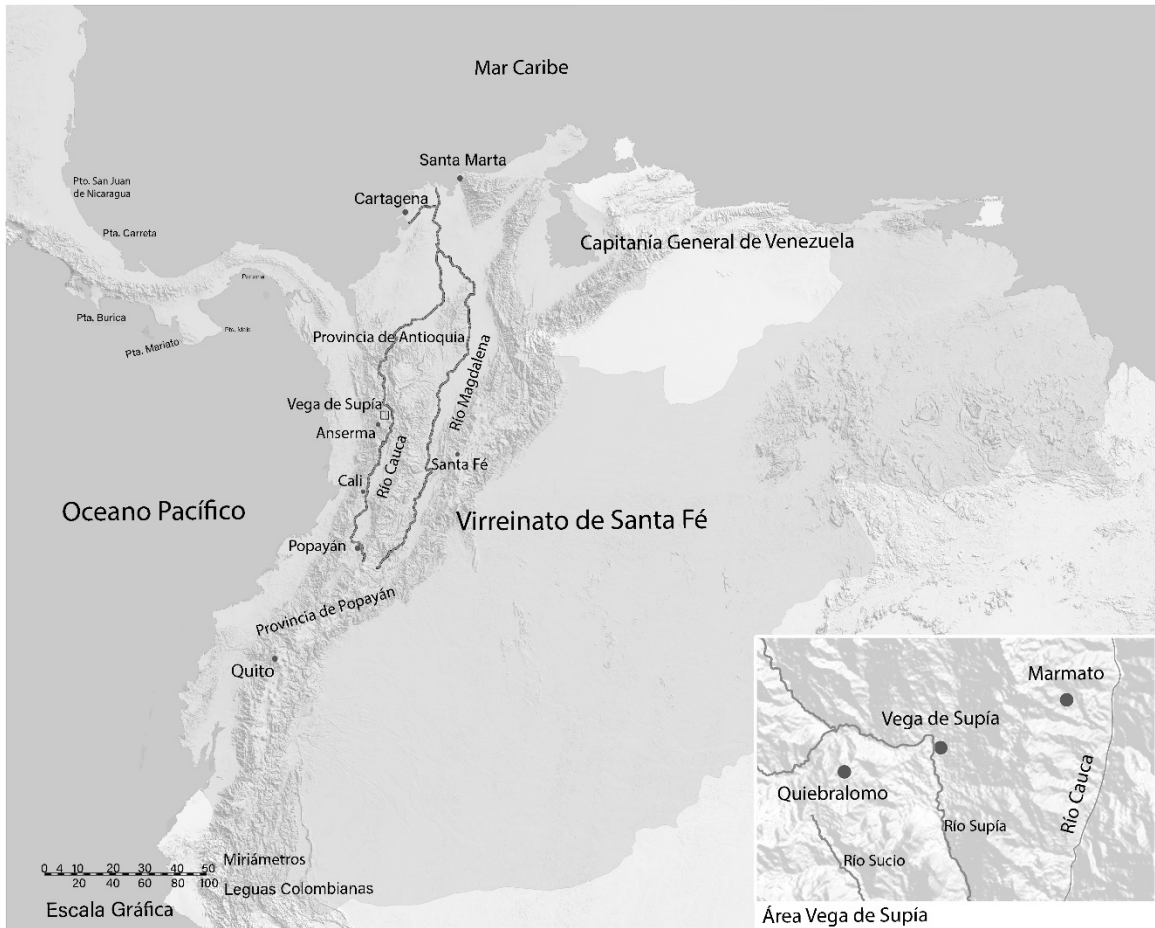 Mar Caribe
Santa Marta
Pto. San Juan
de Nicaragua
Cartagena
Pta. Carreta
Capitanía General de Venezuela
Panama
Pta. Burica
Pta. Mariato
Provincia de Antioquia
Río Magdalena
Vega de Supía
Anserma
Río Cauca
Santa Fé
Cali
Oceano Pacífico
Virreinato de Santa Fé
Popayán
Provincia de Popayán
Quito
Marmato
Vega de Supía
Quiebralomo
Río Cauca
Río Supía
Río Sucio
Miriámetros
0 4 10 20 30 40 50
20 40 60 80 100
Leguas Colombianas
Escala Gráfica
Área Vega de Supía